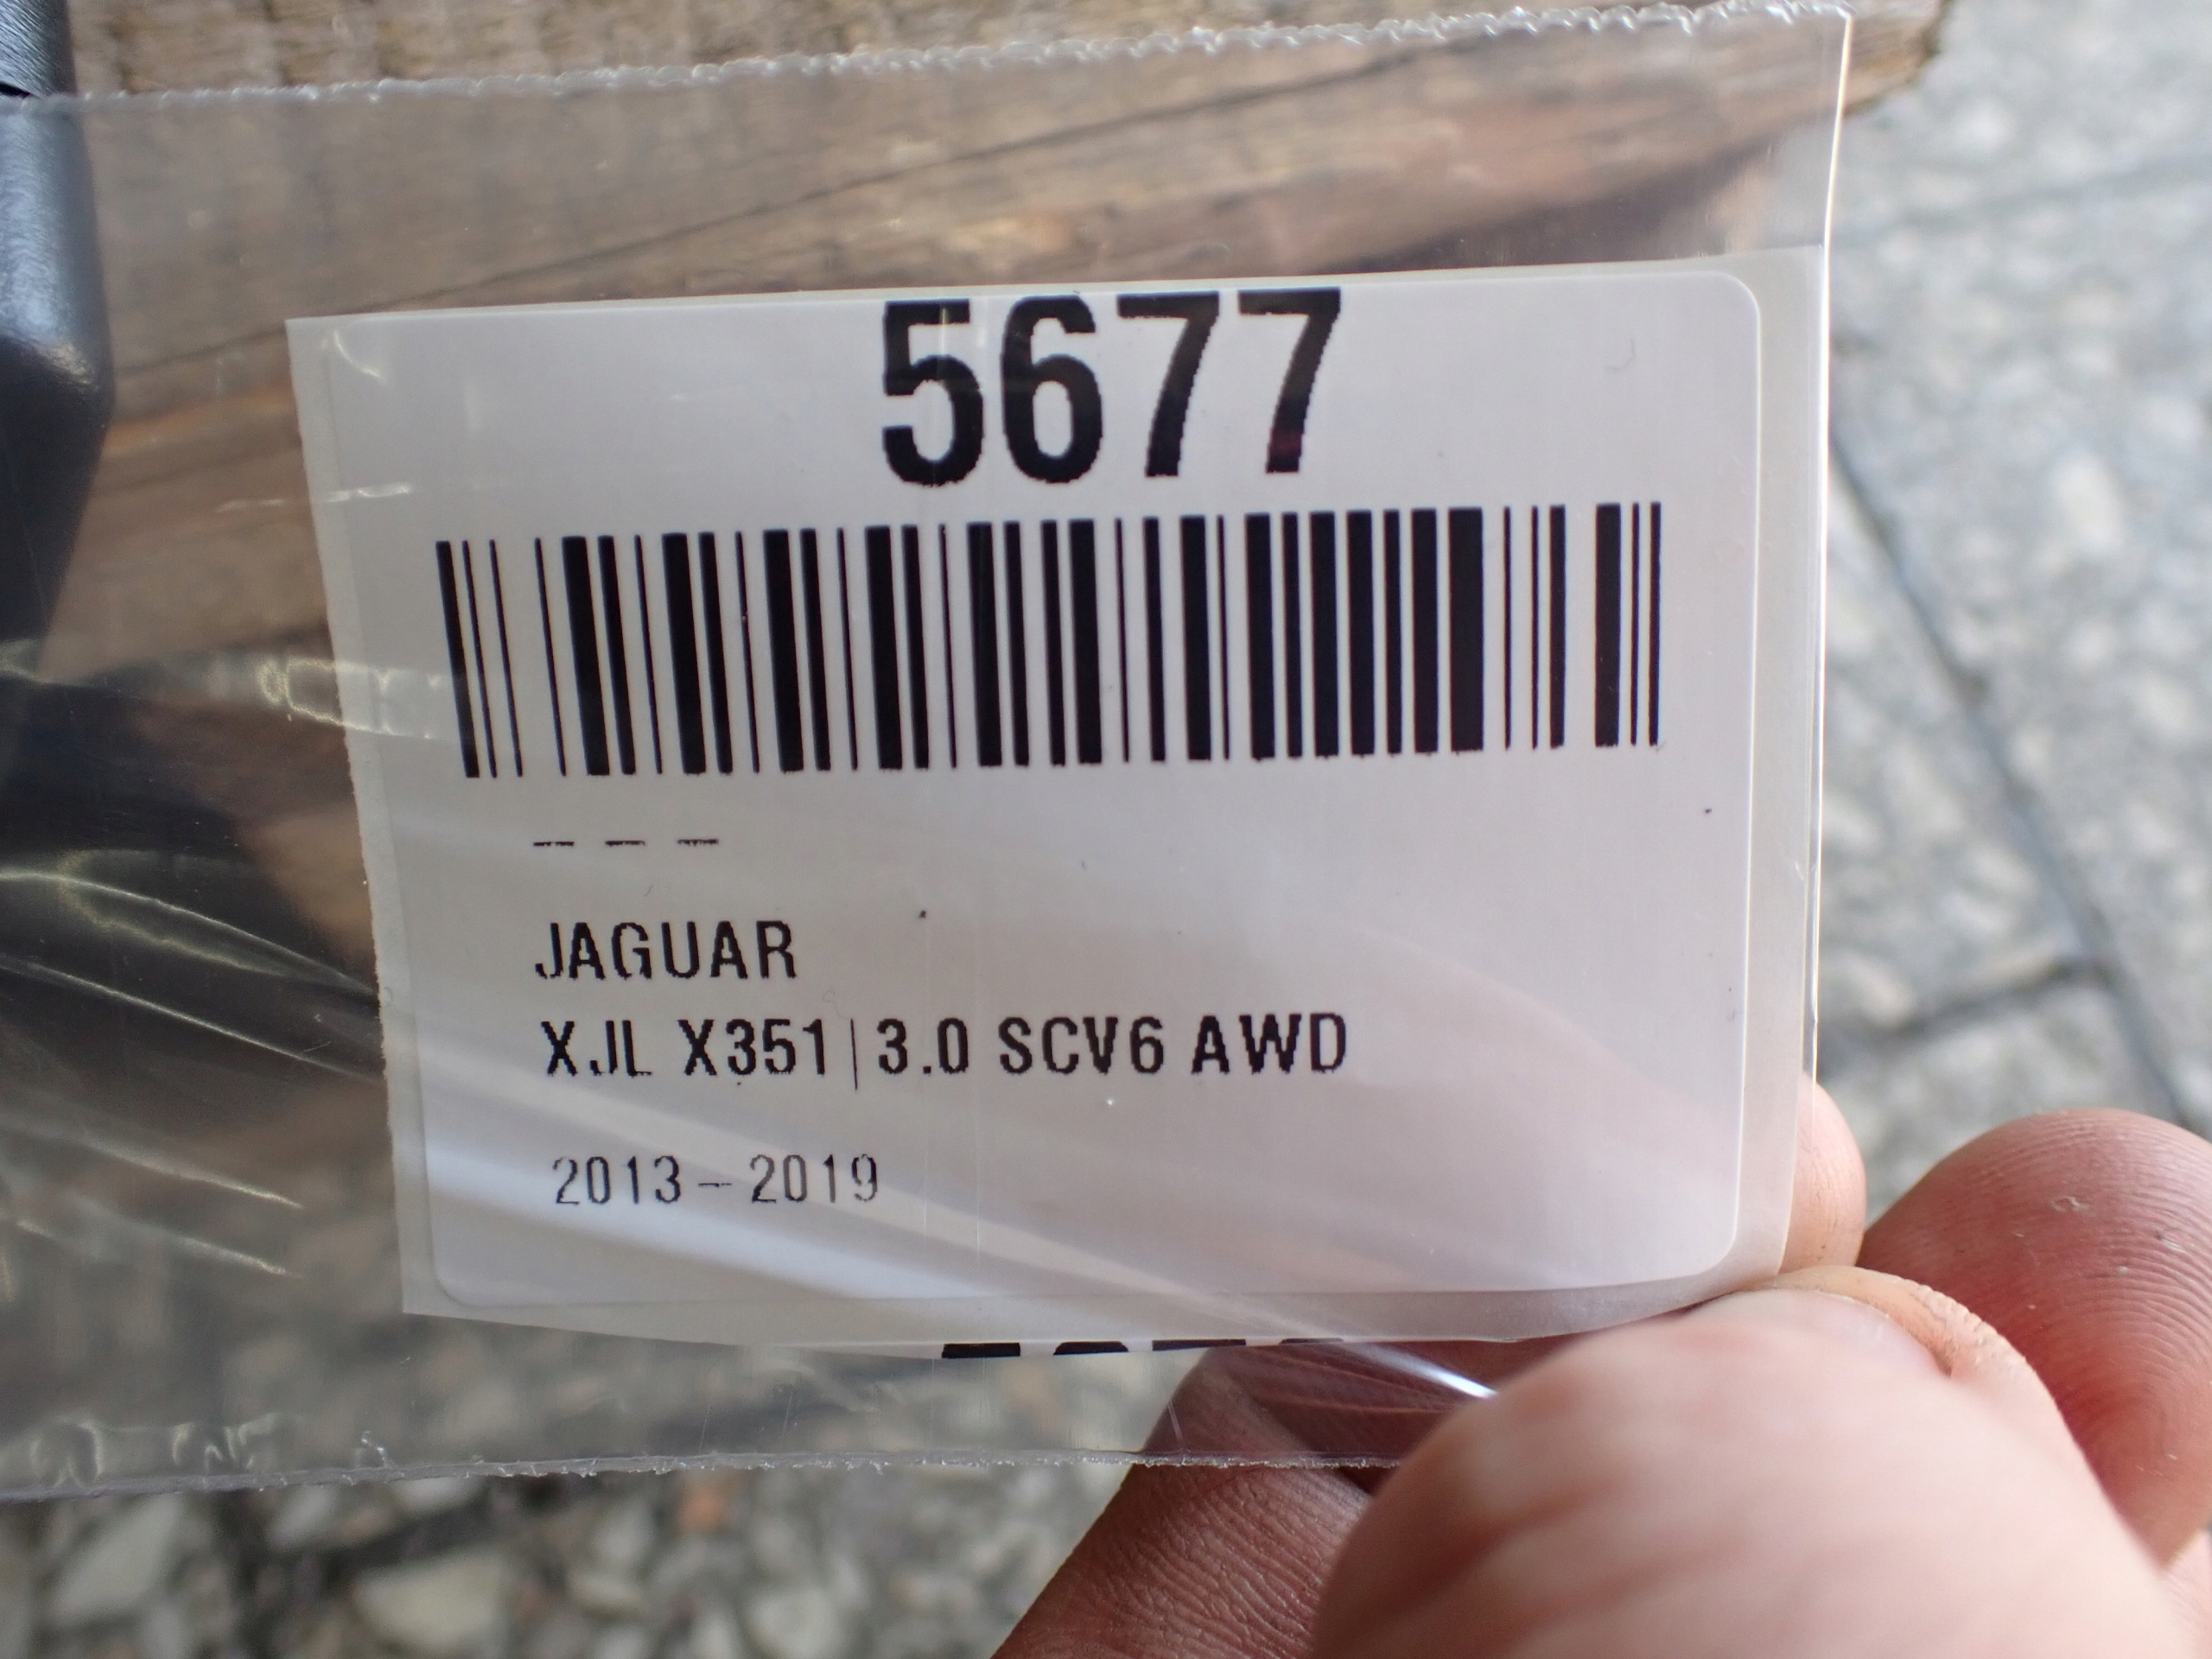 5677
– – –
JAGUAR
XJL X351|3.0 SCV6 AWD
2013–2019